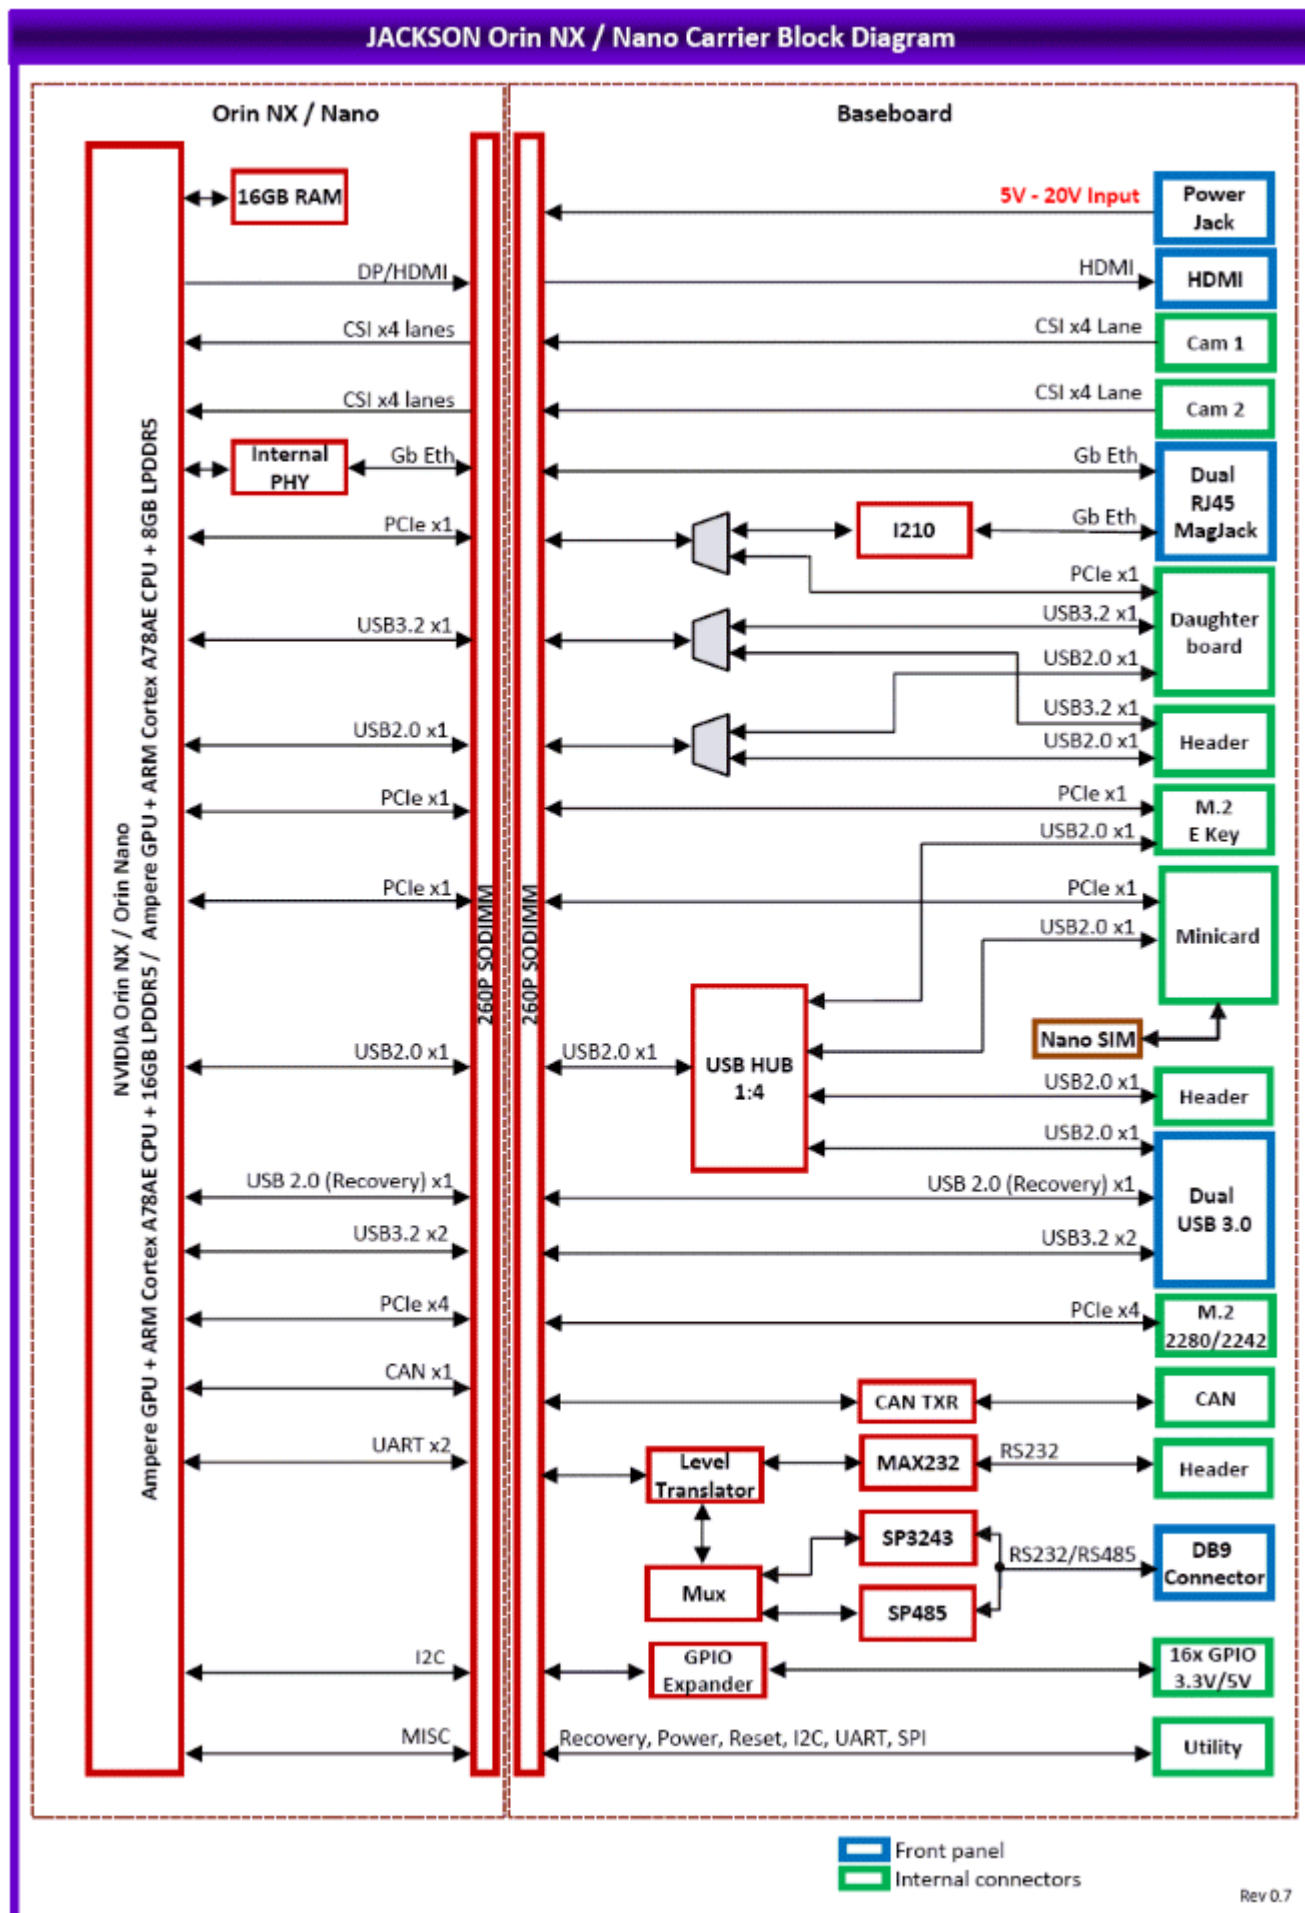 JACKSON Orin NX / Nano Carrier Block Diagram
Orin NX / Nano
Baseboard
NVIDIA Orin NX / Orin Nano
Ampere GPU + ARM Cortex A78AE CPU + 16GB LPDDR5 / Ampere GPU + ARM Cortex A78AE CPU + 8GB LPDDR5
260P SODIMM
260P SODIMM
16GB RAM
5V - 20V Input
Power
Jack
DP/HDMI
HDMI
HDMI
CSI x4 lanes
CSI x4 Lane
Cam 1
CSI x4 lanes
CSI x4 Lane
Cam 2
Internal
PHY
Gb Eth
Gb Eth
Dual
RJ45
MagJack
PCIe x1
I210
Gb Eth
PCIe x1
USB3.2 x1
USB3.2 x1
USB2.0 x1
Daughter
board
USB2.0 x1
USB3.2 x1
USB2.0 x1
Header
PCIe x1
PCIe x1
USB2.0 x1
M.2
E Key
PCIe x1
PCIe x1
USB2.0 x1
Minicard
Nano SIM
USB2.0 x1
USB2.0 x1
USB HUB
1:4
USB2.0 x1
Header
USB2.0 x1
USB 2.0 (Recovery) x1
USB 2.0 (Recovery) x1
Dual
USB 3.0
USB3.2 x2
USB3.2 x2
PCIe x4
PCIe x4
M.2
2280/2242
CAN x1
CAN TXR
CAN
UART x2
Level
Translator
MAX232
RS232
Header
SP3243
Mux
SP485
RS232/RS485
DB9
Connector
I2C
GPIO
Expander
16x GPIO
3.3V/5V
MISC
Recovery, Power, Reset, I2C, UART, SPI
Utility
Front panel
Internal connectors
Rev 0.7